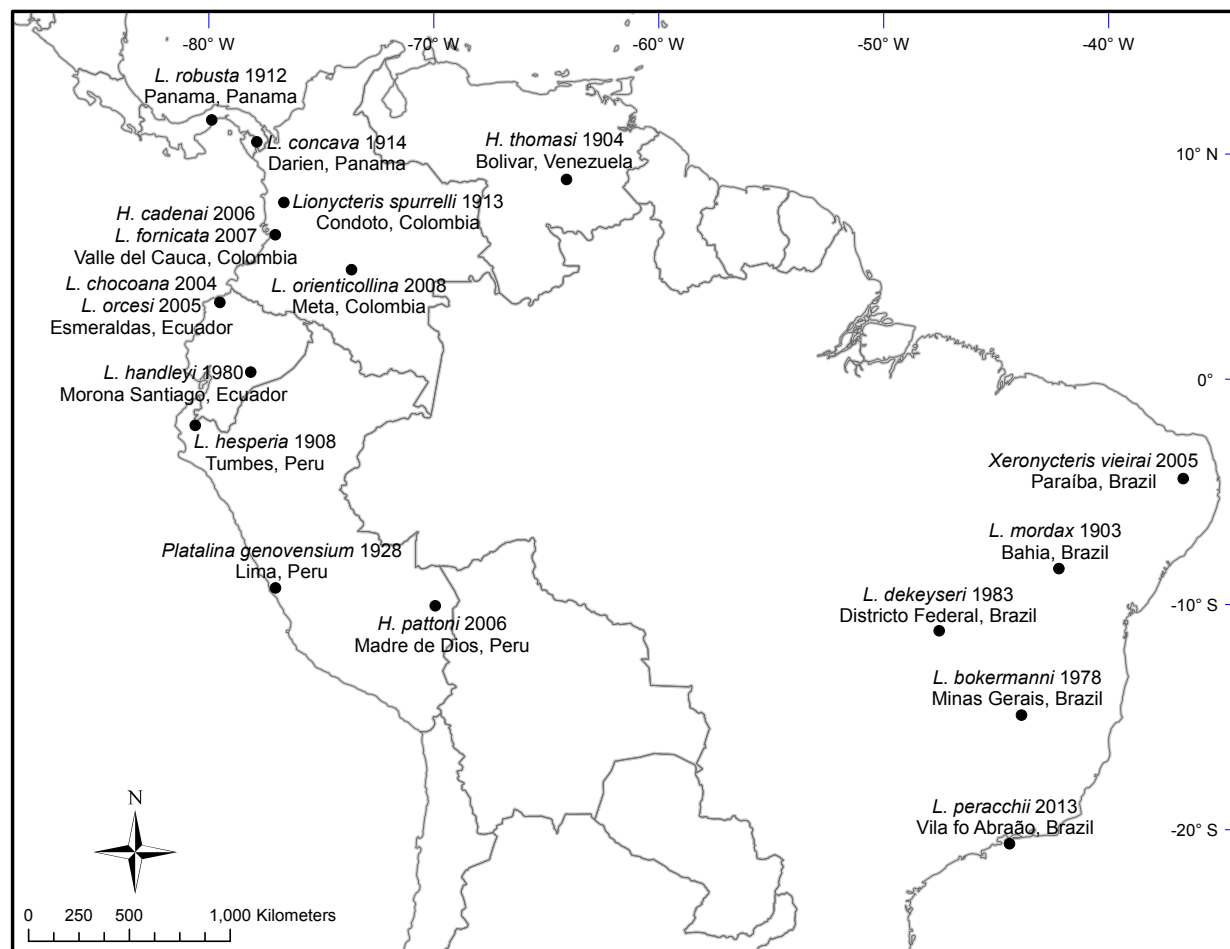 -80° W
-70° W
-60° W
-50° W
-40° W
L. robusta 1912
Panama, Panama
L. concava 1914
Darien, Panama
H. thomasi 1904
Bolivar, Venezuela
10° N
Lionycteris spurrelli 1913
Condoto, Colombia
H. cadenai 2006
L. fornicata 2007
Valle del Cauca, Colombia
L. orienticollina 2008
Meta, Colombia
L. chocoana 2004
L. orcesi 2005
Esmeraldas, Ecuador
L. handleyi 1980
Morona Santiago, Ecuador
0°
L. hesperia 1908
Tumbes, Peru
Xeronycteris vieirai 2005
Paraíba, Brazil
L. mordax 1903
Bahia, Brazil
Platalina genovensium 1928
Lima, Peru
L. dekeyseri 1983
Districto Federal, Brazil
-10° S
H. pattoni 2006
Madre de Dios, Peru
L. bokermanni 1978
Minas Gerais, Brazil
L. peracchii 2013
Vila fo Abraão, Brazil
-20° S
N
0 250 500 1,000 Kilometers